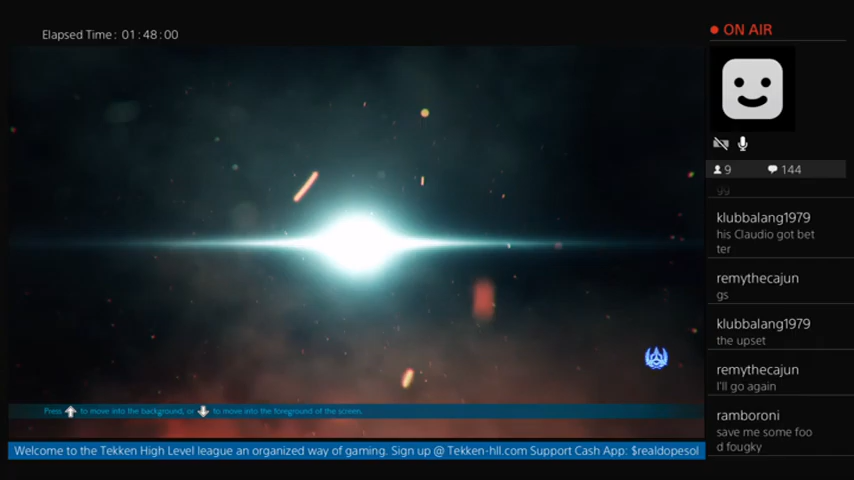 Elapsed Time : 01:48:00
ON AIR
9 144
gg
klubbalang1979
his Claudio got bet
ter
remythecajun
gs
klubbalang1979
the upset
remythecajun
I'll go again
ramboroni
save me some foo
d fougky
Press ↑ to move into the background, or ↓ to move into the foreground of the screen.
Welcome to the Tekken High Level league an organized way of gaming. Sign up @ Tekken-hll.com Support Cash App: $realdopesol